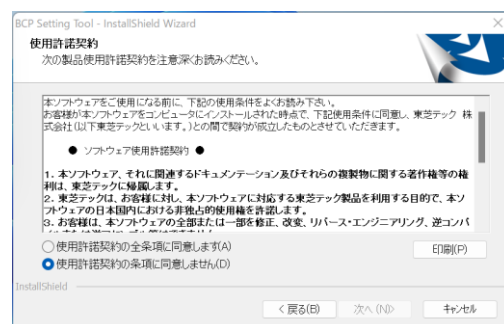 BCP Setting Tool - InstallShield Wizard
使用許諾契約
次の製品使用許諾契約を注意深くお読みください。
本ソフトウェアをご使用になる前に、下記の使用条件をよくお読み下さい。
お客様が本ソフトウェアをコンピュータにインストールされた時点で、下記使用条件に同意し、東芝テック 株
式会社(以下東芝テックといいます。)との間で契約が成立したものとさせていただきます。
● ソフトウェア使用許諾契約 ●
1. 本ソフトウェア、それに関連するドキュメンテーション及びそれらの複製物に関する著作権等の権
利は、東芝テックに帰属します。
2. 東芝テックは、お客様に対し、本ソフトウェアに対応する東芝テック製品を利用する目的で、本ソ
フトウェアの日本国内における非独占的使用権を許諾します。
3. お客様は、本ソフトウェアの全部または一部を修正、改変、リバース・エンジニアリング、逆コンパ
使用許諾契約の全条項に同意します(A)
使用許諾契約の条項に同意しません(D)
印刷(P)
InstallShield
< 戻る(B)
次へ(N)>
キャンセル